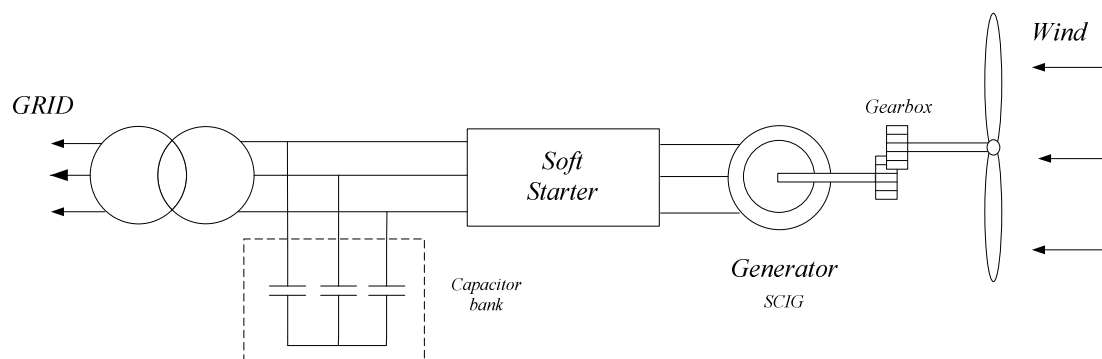 Wind
GRID
Gearbox
Soft
Starter
Generator
SCIG
Capacitor
bank